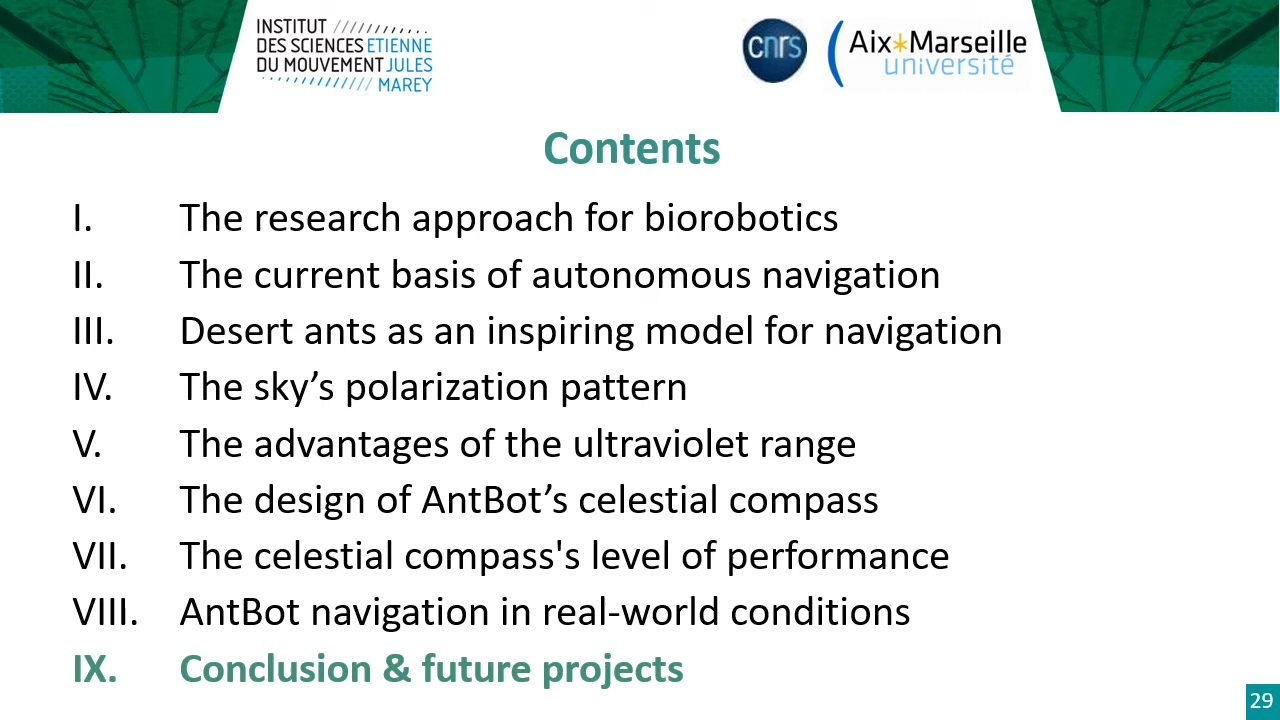 INSTITUT
DES SCIENCES ETIENNE
DU MOUVEMENT JULES
MAREY
cnrs
Aix*Marseille
université
Contents
I. The research approach for biorobotics
II. The current basis of autonomous navigation
III. Desert ants as an inspiring model for navigation
IV. The sky’s polarization pattern
V. The advantages of the ultraviolet range
VI. The design of AntBot’s celestial compass
VII. The celestial compass's level of performance
VIII. AntBot navigation in real-world conditions
IX. Conclusion & future projects
29